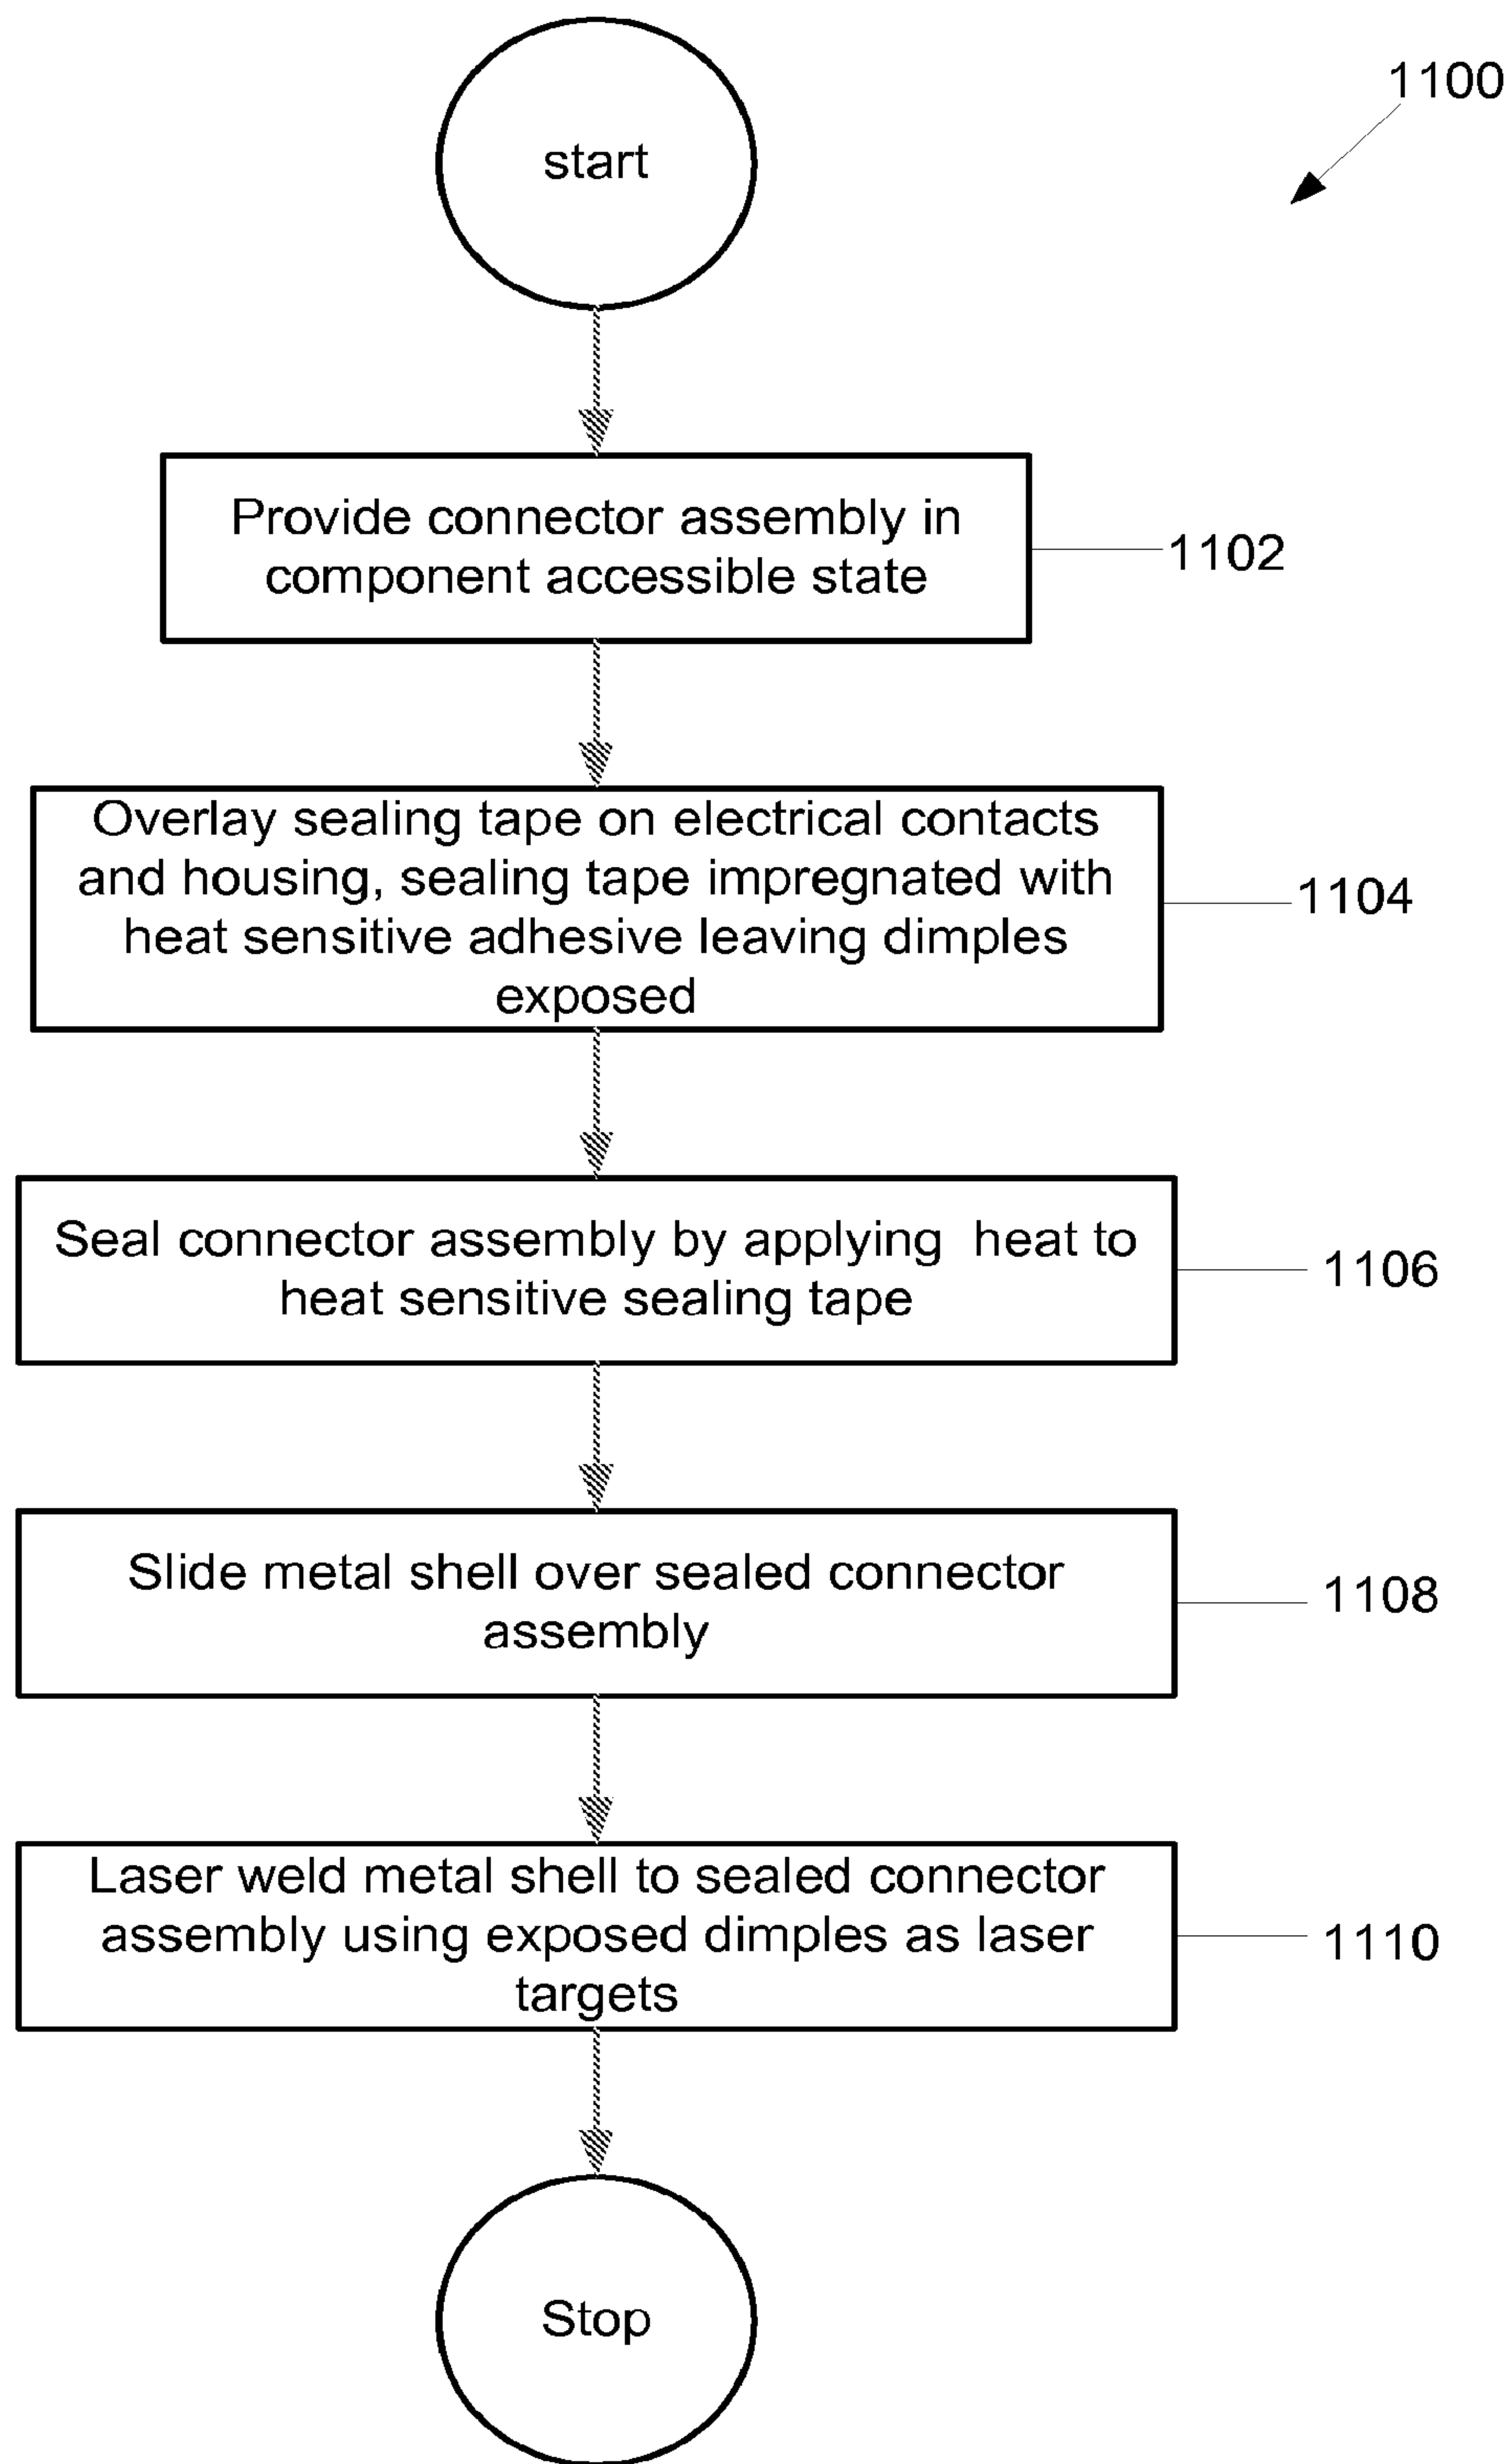 start
1100
Provide connector assembly in
component accessible state
1102
Overlay sealing tape on electrical contacts
and housing, sealing tape impregnated with
heat sensitive adhesive leaving dimples
exposed
1104
Seal connector assembly by applying  heat to
heat sensitive sealing tape
1106
Slide metal shell over sealed connector
assembly
1108
Laser weld metal shell to sealed connector
assembly using exposed dimples as laser
targets
1110
Stop